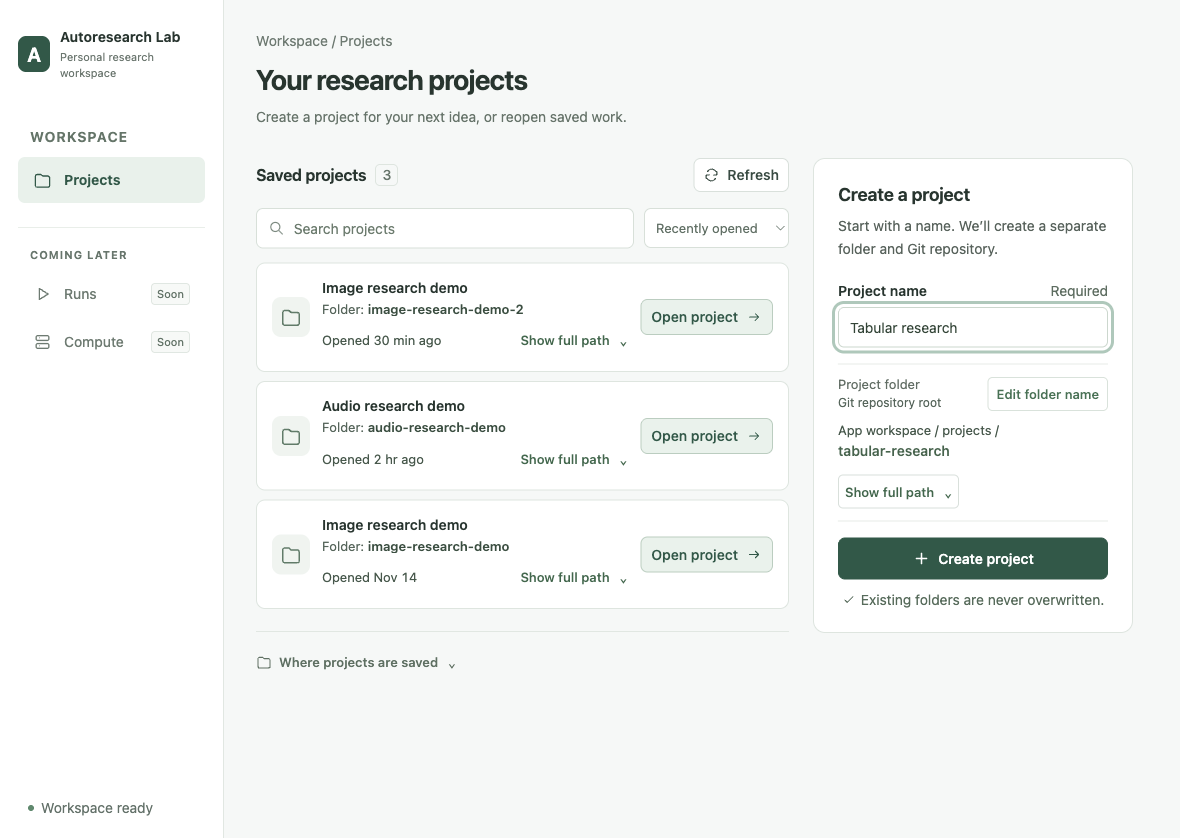 A
Autoresearch Lab
Personal research
workspace
WORKSPACE
Projects
COMING LATER
Runs Soon
Compute Soon
Workspace ready
Workspace / Projects
Your research projects
Create a project for your next idea, or reopen saved work.
Saved projects 3
Refresh
Search projects
Recently opened
Image research demo
Folder: image-research-demo-2
Opened 30 min ago
Show full path
Open project
Audio research demo
Folder: audio-research-demo
Opened 2 hr ago
Show full path
Open project
Image research demo
Folder: image-research-demo
Opened Nov 14
Show full path
Open project
Where projects are saved
Create a project
Start with a name. We’ll create a separate
folder and Git repository.
Project name Required
Tabular research
Project folder
Git repository root
Edit folder name
App workspace / projects /
tabular-research
Show full path
Create project
Existing folders are never overwritten.